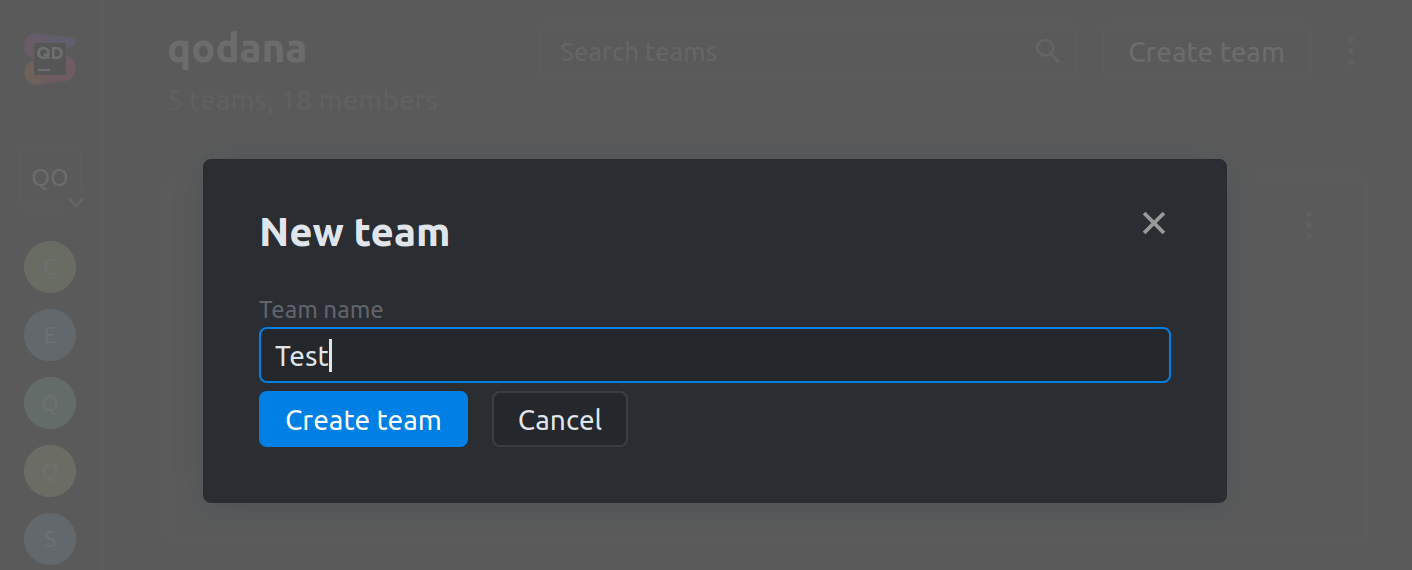 QD
qodana
Search teams
Create team
5 teams, 18 members
QO
New team
Team name
Test
Create team
Cancel
C
E
Q
Q
S